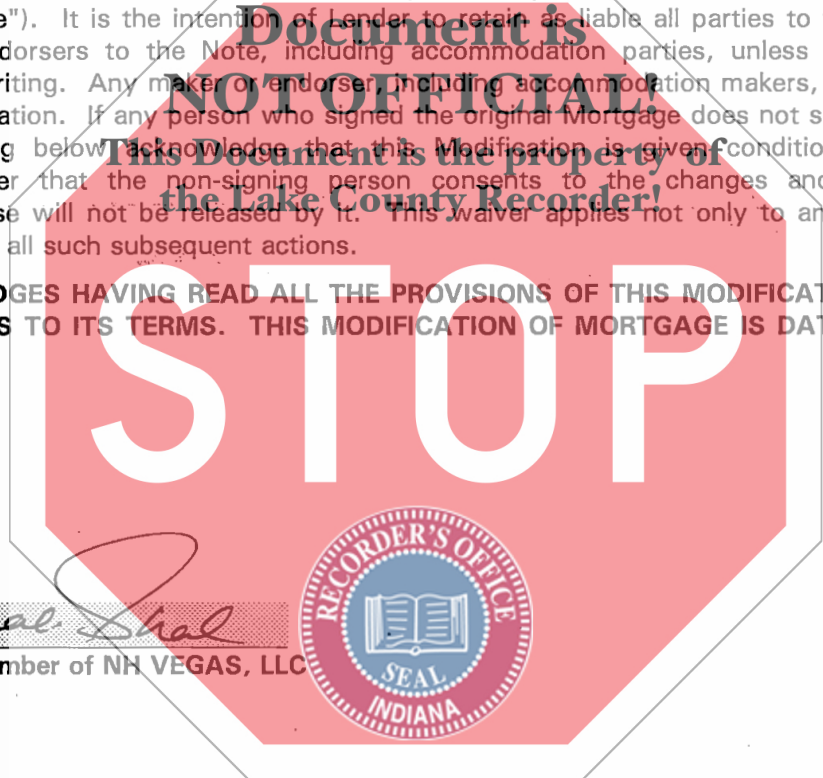 e"). It is the intention of Lender to retain as liable all parties to
Document is
dorsers to the Note, including accommodation parties, unless
riting. Any maker or endorser, including accommodation makers,
NOT OFFICIAL!
ation. If any person who signed the original Mortgage does not s
g below acknowledge that this Modification is given condition
This Document is the property of
er that the non-signing person consents to the changes and
the Lake County Recorder!
se will not be released by it. This waiver applies not only to an
all such subsequent actions.
DGES HAVING READ ALL THE PROVISIONS OF THIS MODIFICAT
S TO ITS TERMS. THIS MODIFICATION OF MORTGAGE IS DAT
STOP
RECORDER'S OFFICE
SEAL
INDIANA
mber of NH VEGAS, LLC